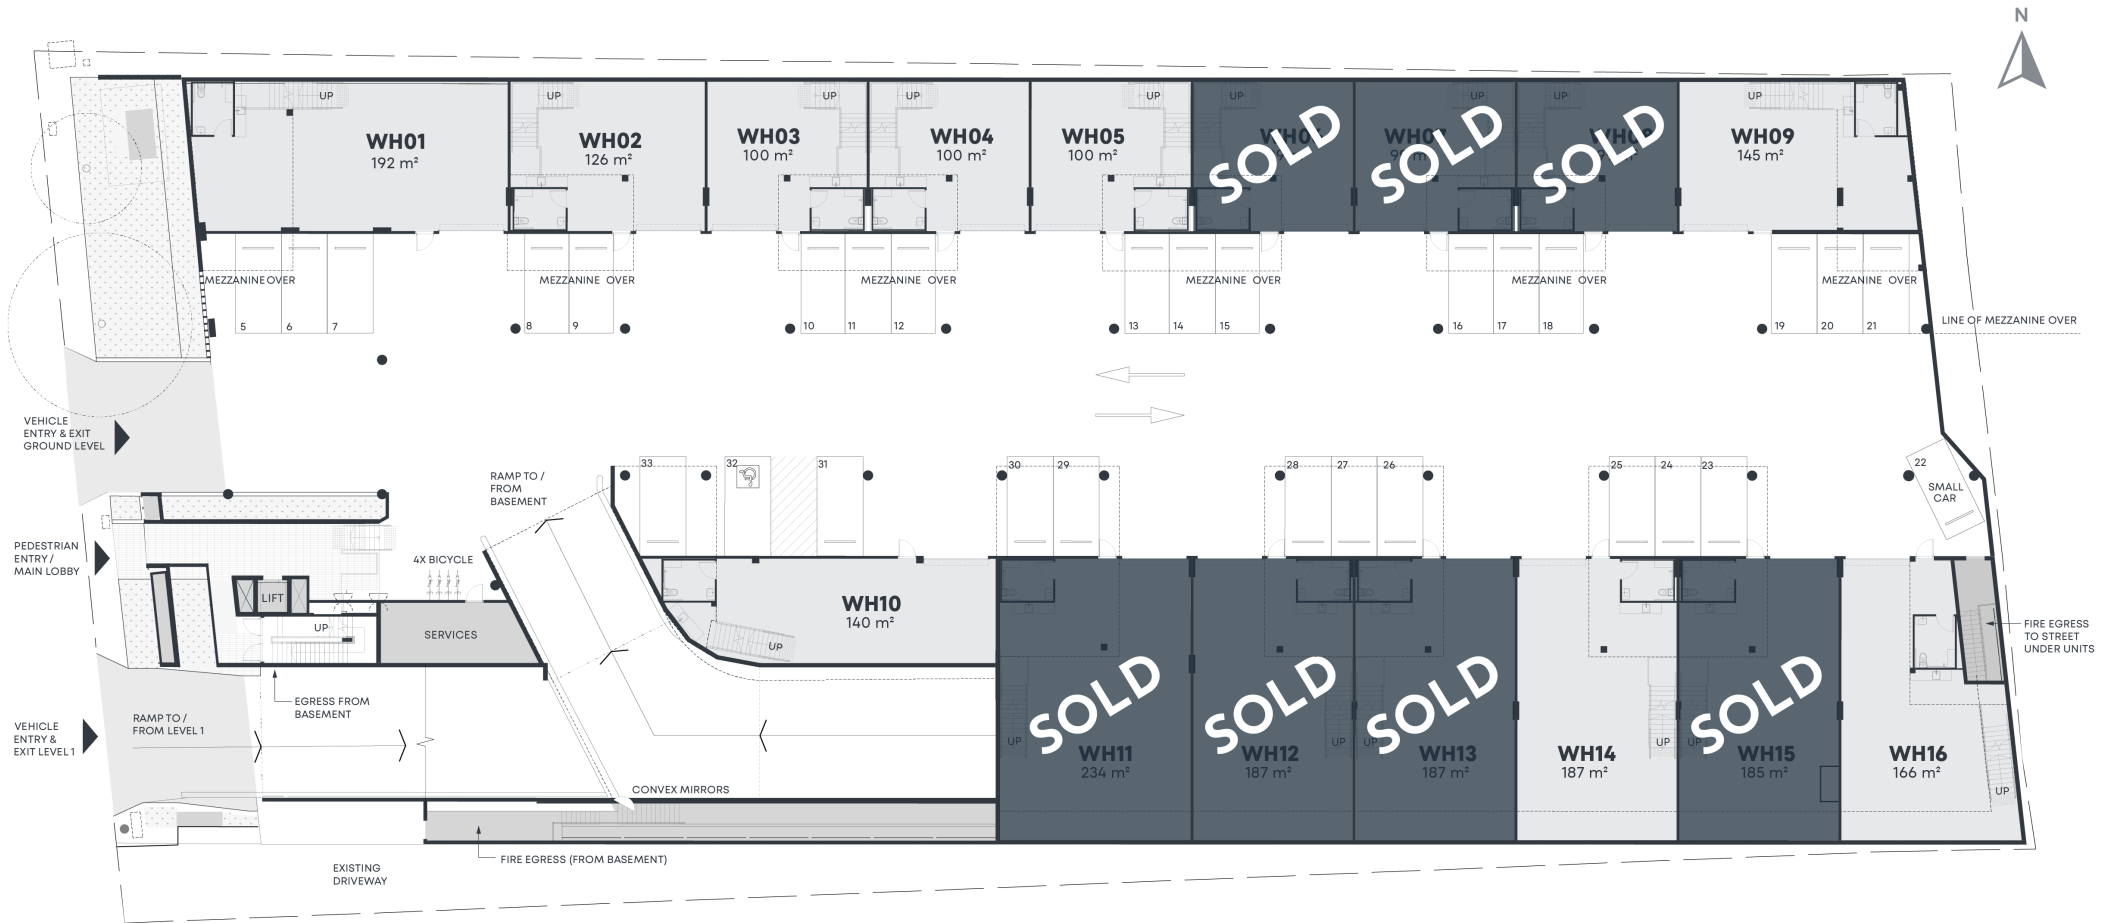 N
UP
UP
UP
UP
UP
UP
UP
UP
UP
WH01
192 m²
WH02
126 m²
WH03
100 m²
WH04
100 m²
WH05
100 m²
WH06
SOLD
WH07
SOLD
WH08
SOLD
WH09
145 m²
MEZZANINE OVER
MEZZANINE OVER
MEZZANINE OVER
MEZZANINE OVER
MEZZANINE OVER
MEZZANINE OVER
5
6
7
8
9
10
11
12
13
14
15
16
17
18
19
20
21
LINE OF MEZZANINE OVER
VEHICLE
ENTRY & EXIT
GROUND LEVEL
33
32
31
30
29
28
27
26
25
24
23
22
SMALL
CAR
RAMP TO /
FROM
BASEMENT
PEDESTRIAN
ENTRY /
MAIN LOBBY
4X BICYCLE
LIFT
UP
SERVICES
WH10
140 m²
UP
FIRE EGRESS
TO STREET
UNDER UNITS
EGRESS FROM
BASEMENT
VEHICLE
ENTRY &
EXIT LEVEL 1
RAMP TO /
FROM LEVEL 1
SOLD
UP
WH11
234 m²
SOLD
UP
WH12
187 m²
SOLD
UP
WH13
187 m²
WH14
187 m²
UP
SOLD
UP
WH15
185 m²
WH16
166 m²
UP
CONVEX MIRRORS
FIRE EGRESS (FROM BASEMENT)
EXISTING
DRIVEWAY